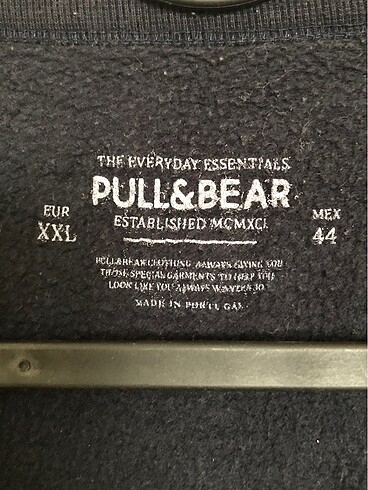 THE EVERYDAY ESSENTIALS
PULL&BEAR
EUR
XXL
ESTABLISHED MCMXCI
MEX
44
PULL&BEAR CLOTHING ALWAYS GIVING YOU
THOSE SPECIAL GARMENTS TO HELP YOU
LOOK LIKE YOU ALWAYS WANTED TO
MADE IN PORTUGAL